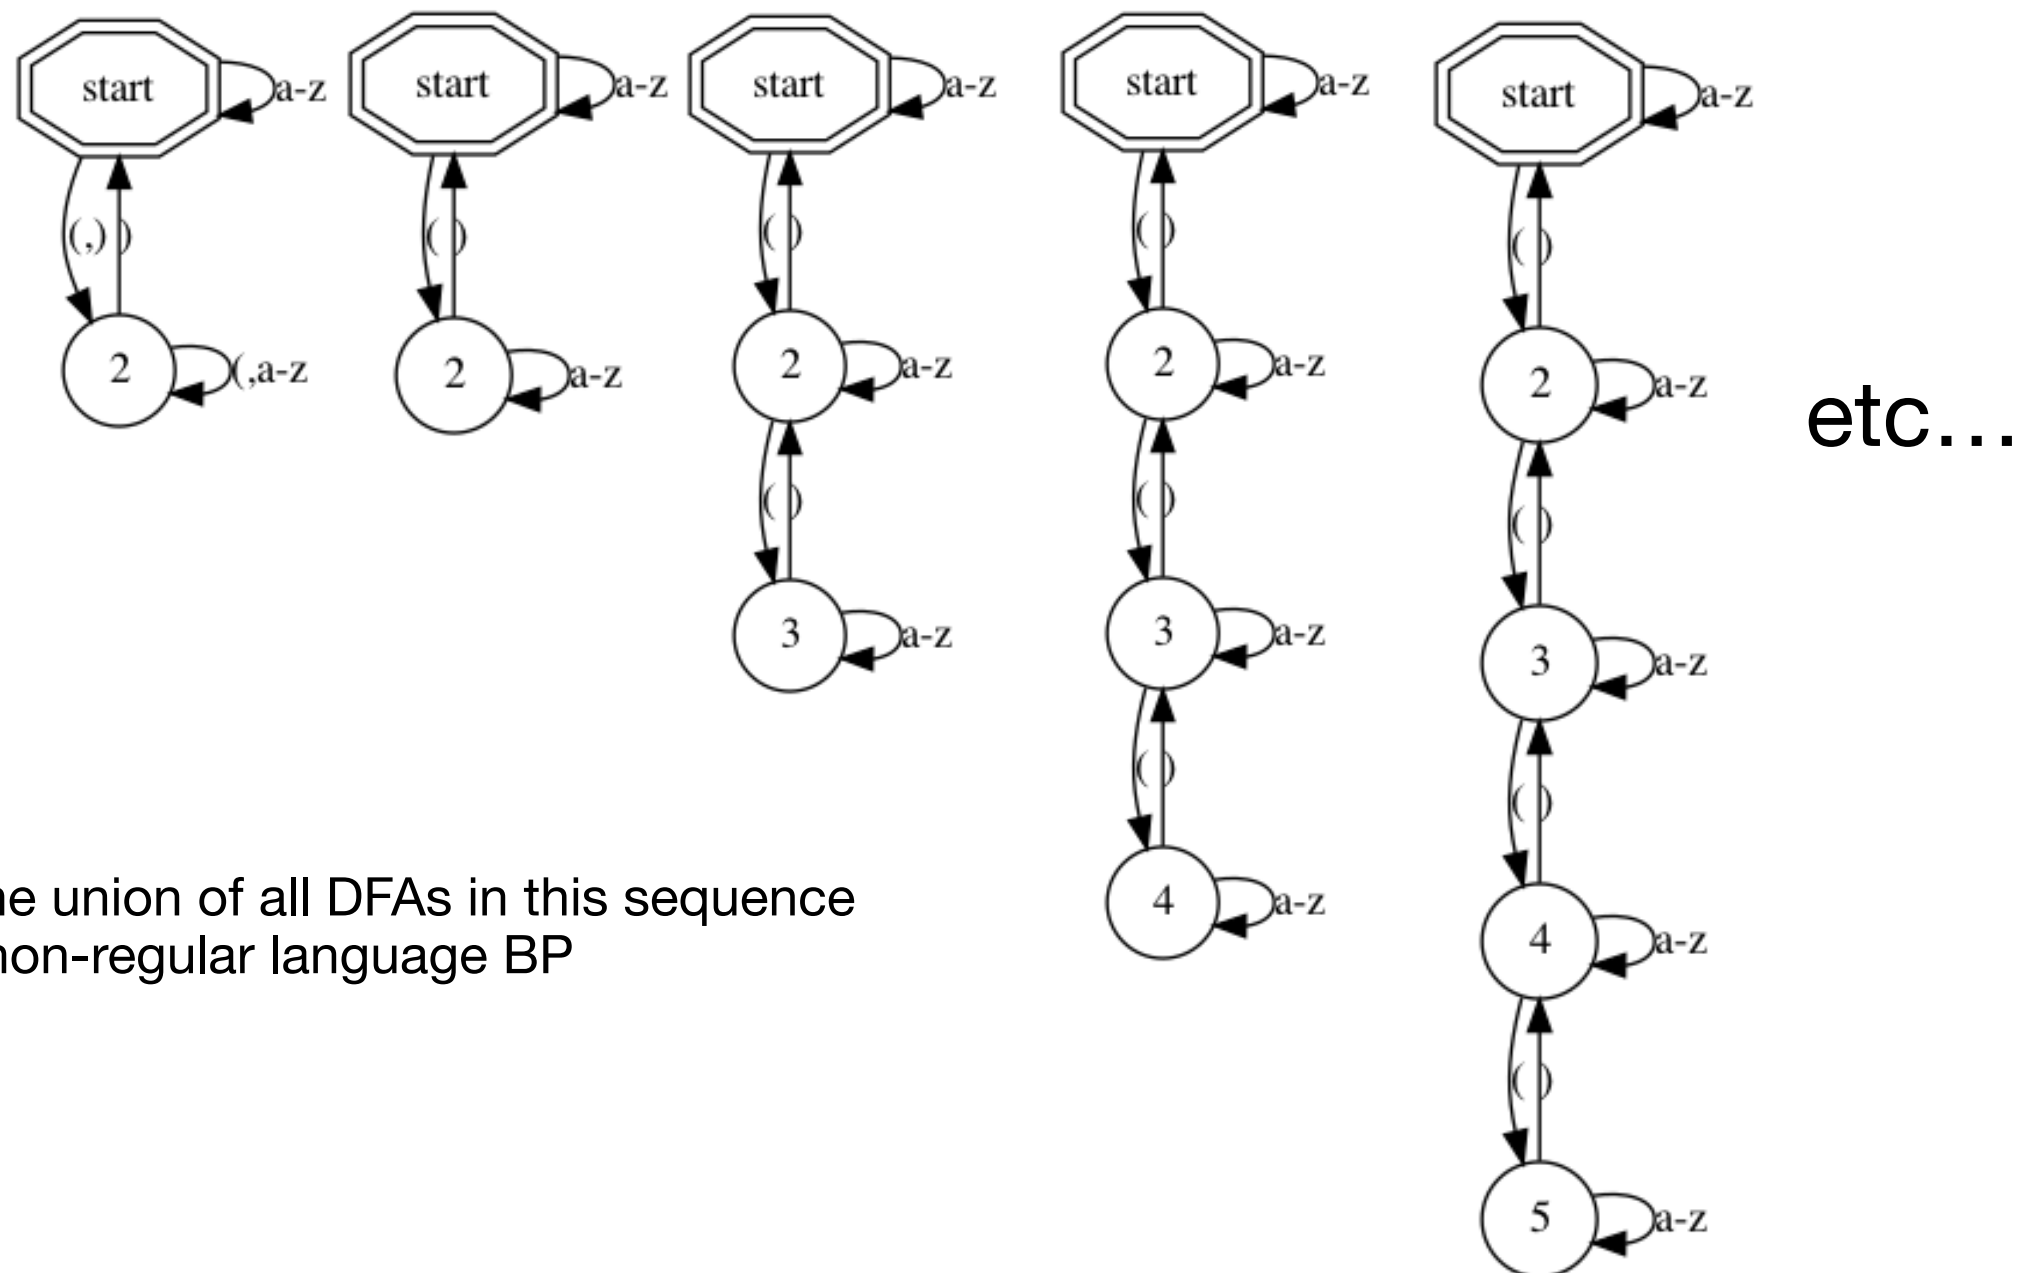 start a-z start a-z start a-z start a-z start a-z
(,) ) ( ) ( ) ( ) ( )
2 (,a-z 2 a-z 2 a-z 2 a-z 2 a-z
etc...
( ) ( ) ( )
3 a-z 3 a-z 3 a-z
( ) ( )
4 a-z 4 a-z
union of all DFAs in this sequence
non-regular language BP
( )
5 a-z